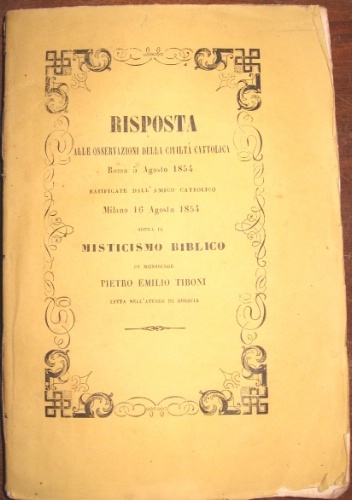 RISPOSTA
ALLE OSSERVAZIONI DELLA CIVILTÀ CATTOLICA
Roma 5 Agosto 1854
RATIFICATE DALL'AMICO CATTOLICO
Milano 16 Agosto 1854
SOPRA IL
MISTICISMO BIBLICO
DI MONSIGNOR
PIETRO EMILIO TIBONI
LETTA NELL'ATENEO DI BRESCIA